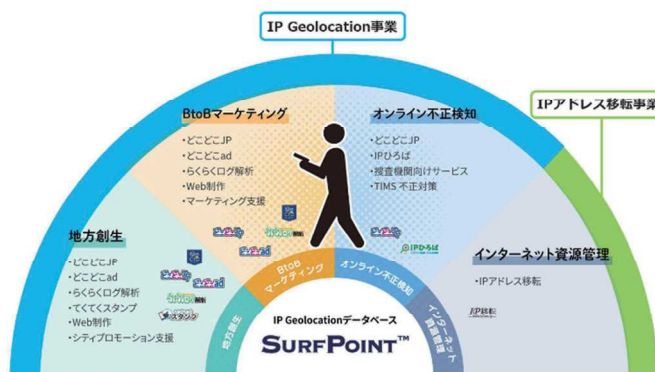 IP Geolocation事業
IPアドレス移転事業
BtoBマーケティング
・どこどこJP
・どこどこad
・らくらくログ解析
・Web制作
・マーケティング支援
オンライン不正検知
・どこどこJP
・IPひろば
・捜査機関向けサービス
・TIMS 不正対策
IPひろば
地方創生
・どこどこJP
・どこどこad
・らくらくログ解析
・てくてくスタンプ
・Web制作
・シティプロモーション支援
インターネット資源管理
・IPアドレス移転
IP移転
地方創生
BtoB
マーケティング
オンライン不正検知
インターネット
資源管理
IP Geolocationデータベース
SURFPOINT™